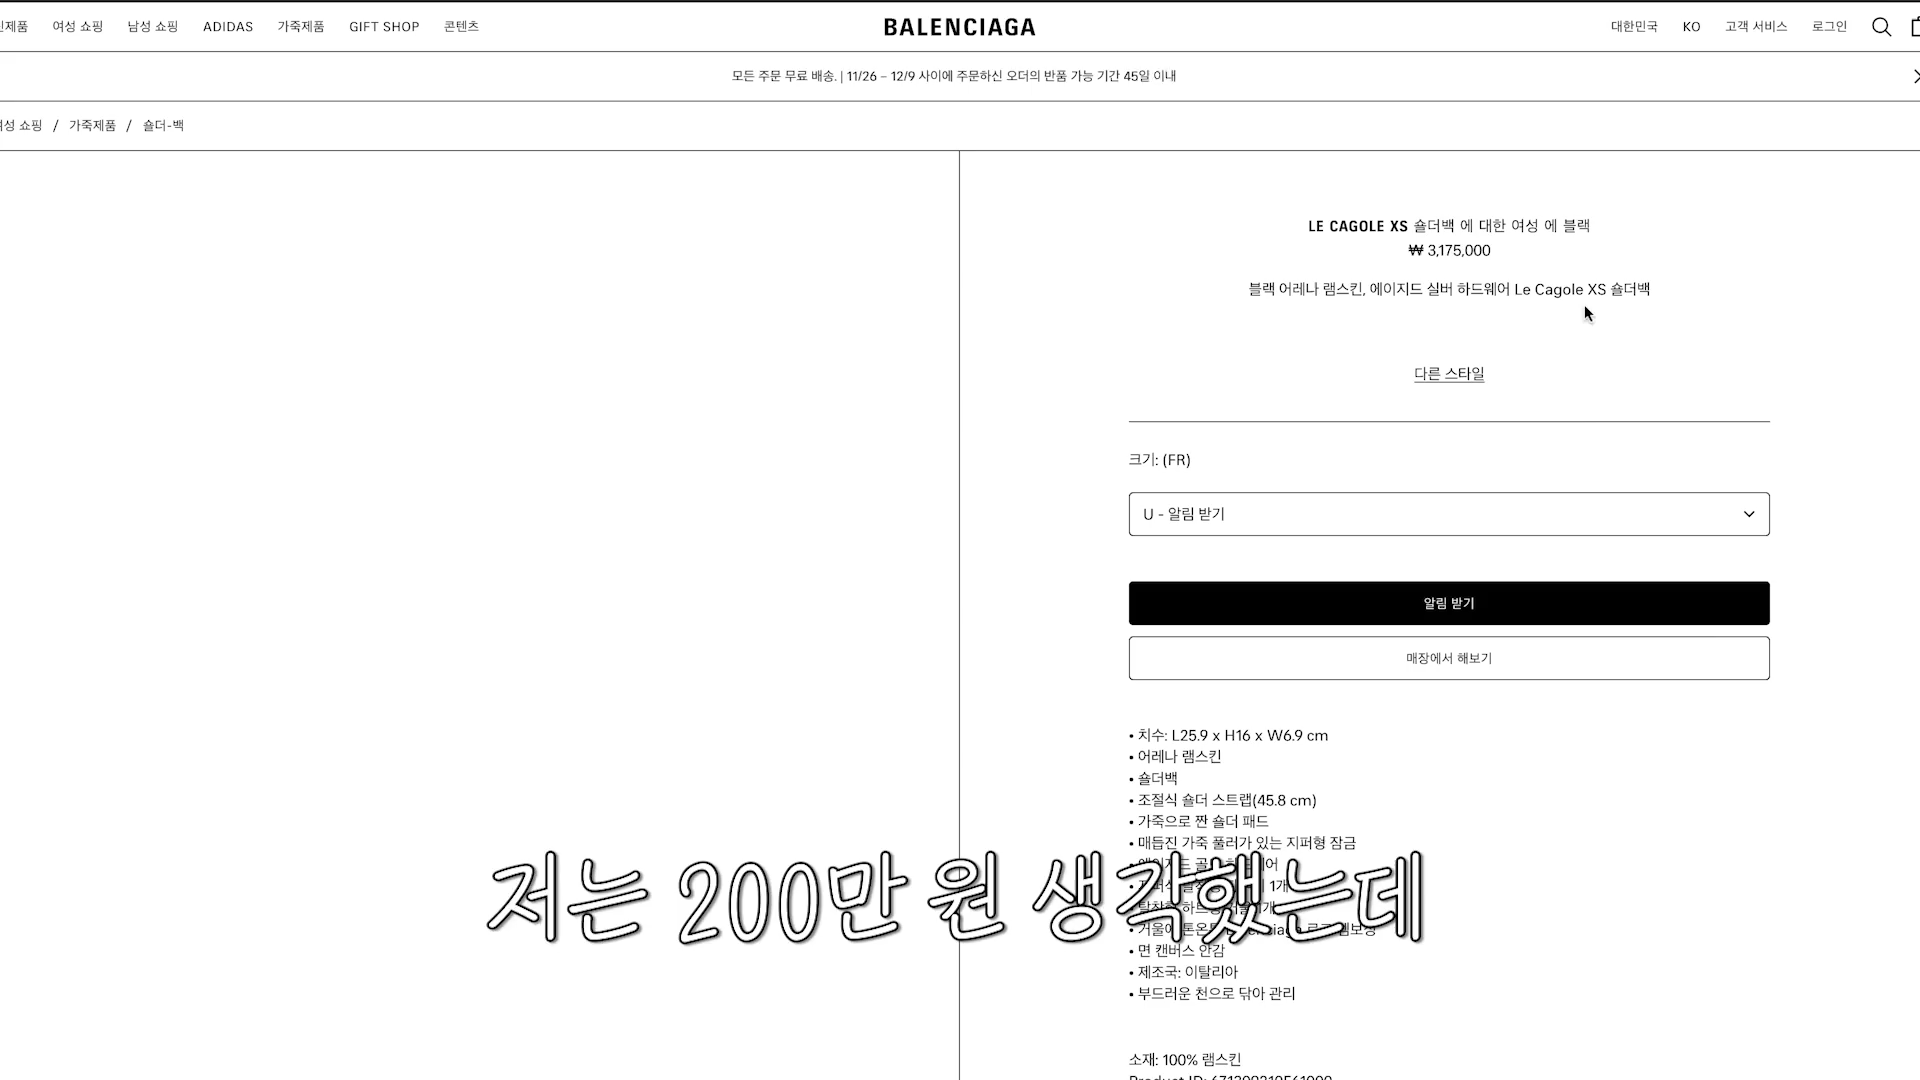 여성 쇼핑 남성 쇼핑 ADIDAS 가죽제품 GIFT SHOP 콘텐츠 BALENCIAGA 대한민국 KO 고객 서비스 로그인
모든 주문 무료 배송. | 11/26 – 12/9 사이에 주문하신 오더의 반품 가능 기간 45일 이내
쇼핑 / 가죽제품 / 숄더-백
LE CAGOLE XS 숄더백 에 대한 여성 에 블랙
₩ 3,175,000
블랙 어레나 램스킨, 에이지드 실버 하드웨어 Le Cagole XS 숄더백
다른 스타일
크기: (FR)
U - 알림 받기
알림 받기
매장에서 해보기
• 치수: L25.9 x H16 x W6.9 cm
• 어레나 램스킨
• 숄더백
• 조절식 숄더 스트랩(45.8 cm)
• 가죽으로 짠 숄더 패드
• 매듭진 가죽 풀러가 있는 지퍼형 잠금
저는 200만 원 생각했는데
• 면 캔버스 안감
• 제조국: 이탈리아
• 부드러운 천으로 닦아 관리
소재: 100% 램스킨